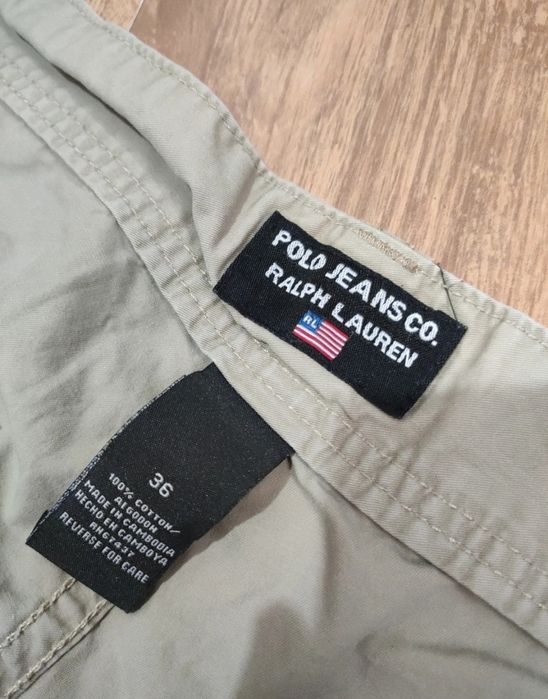 POLO JEANS CO.
RALPH LAUREN
RL
36
100% COTTON/
ALGODON
MADE IN CAMBODIA
HECHO EN CAMBOYA
RN67437
REVERSE FOR CARE